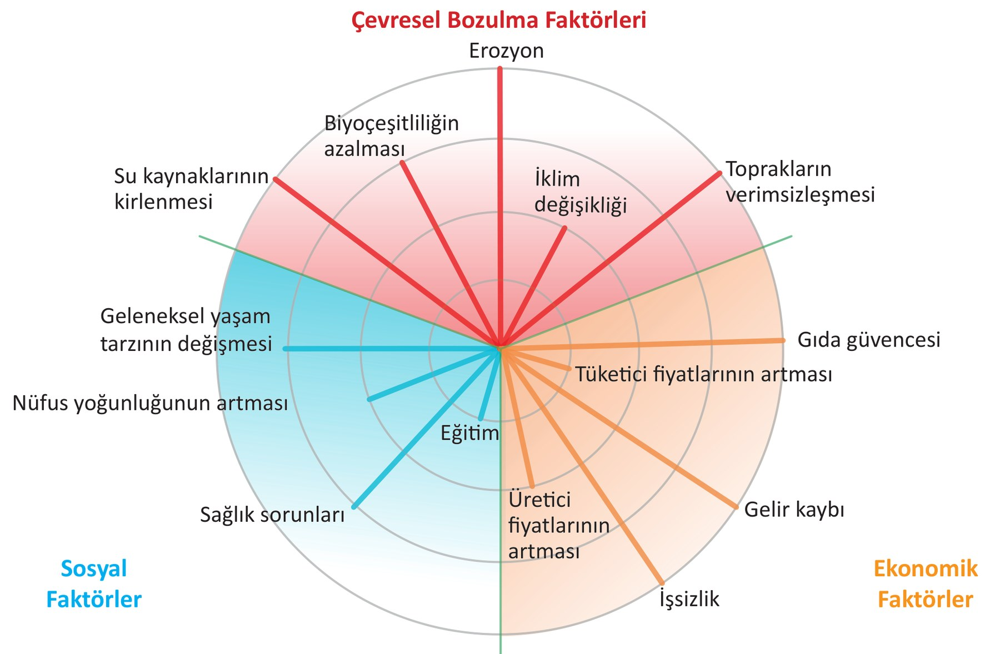 Çevresel Bozulma Faktörleri
Erozyon
Biyoçeşitliliğin
azalması
Su kaynaklarının
kirlenmesi
İklim
değişikliği
Toprakların
verimsizleşmesi
Geleneksel yaşam
tarzının değişmesi
Gıda güvencesi
Tüketici fiyatlarının artması
Nüfus yoğunluğunun artması
Eğitim
Üretici
fiyatlarının
artması
Sağlık sorunları
Gelir kaybı
İşsizlik
Sosyal
Faktörler
Ekonomik
Faktörler